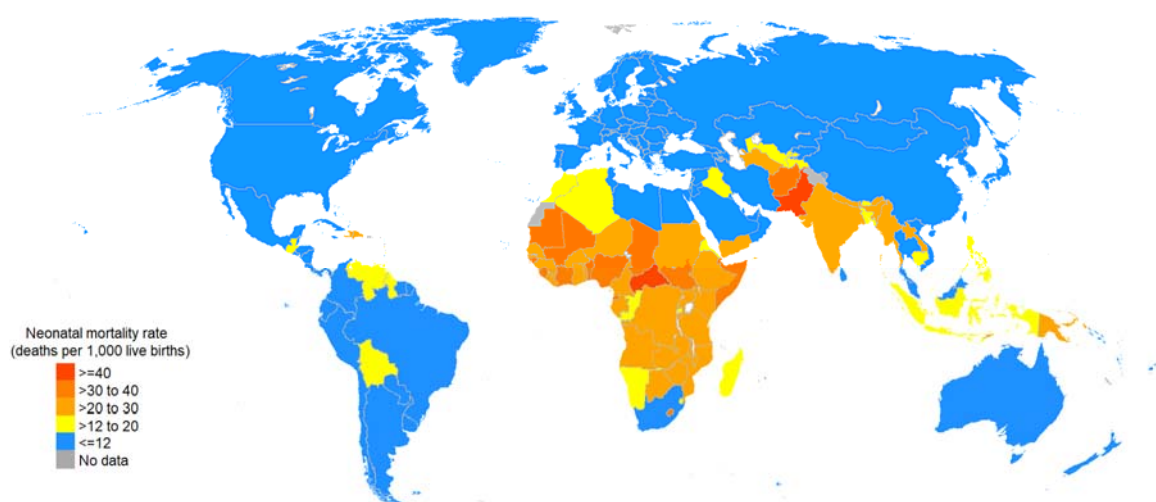 Neonatal mortality rate
(deaths per 1,000 live births)
>=40
>30 to 40
>20 to 30
>12 to 20
<=12
No data